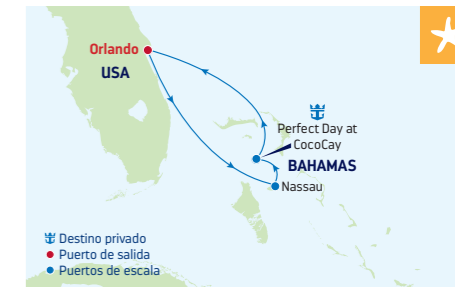 Orlando
USA
Perfect Day at
CocoCay
BAHAMAS
Nassau
Destino privado
Puerto de salida
Puertos de escala